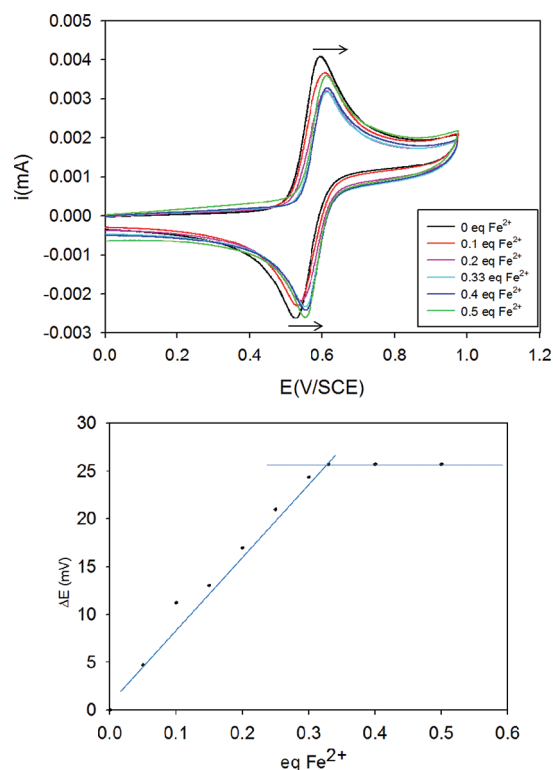 i(mA)
0.005
0.004
0.003
0.002
0.001
0.000
-0.001
-0.002
-0.003
0 eq Fe²⁺
0.1 eq Fe²⁺
0.2 eq Fe²⁺
0.33 eq Fe²⁺
0.4 eq Fe²⁺
0.5 eq Fe²⁺
0.0 0.2 0.4 0.6 0.8 1.0 1.2
E(V/SCE)
ΔE (mV)
30
25
20
15
10
5
0
0.0 0.1 0.2 0.3 0.4 0.5 0.6
eq Fe²⁺